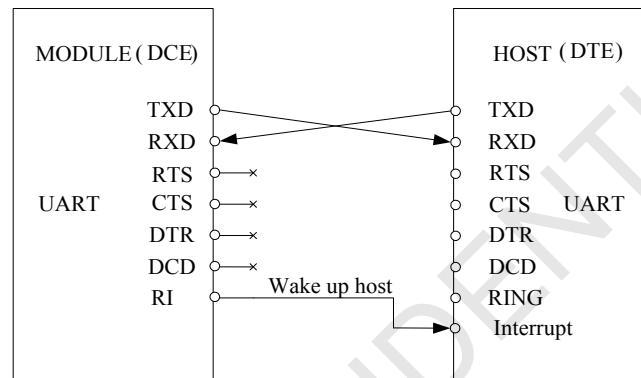 MODULE(DCE)
TXD
RXD
RTS
UART
CTS
DTR
DCD
RI
Wake up host
HOST (DTE)
TXD
RXD
RTS
CTS
UART
DTR
DCD
RING
Interrupt